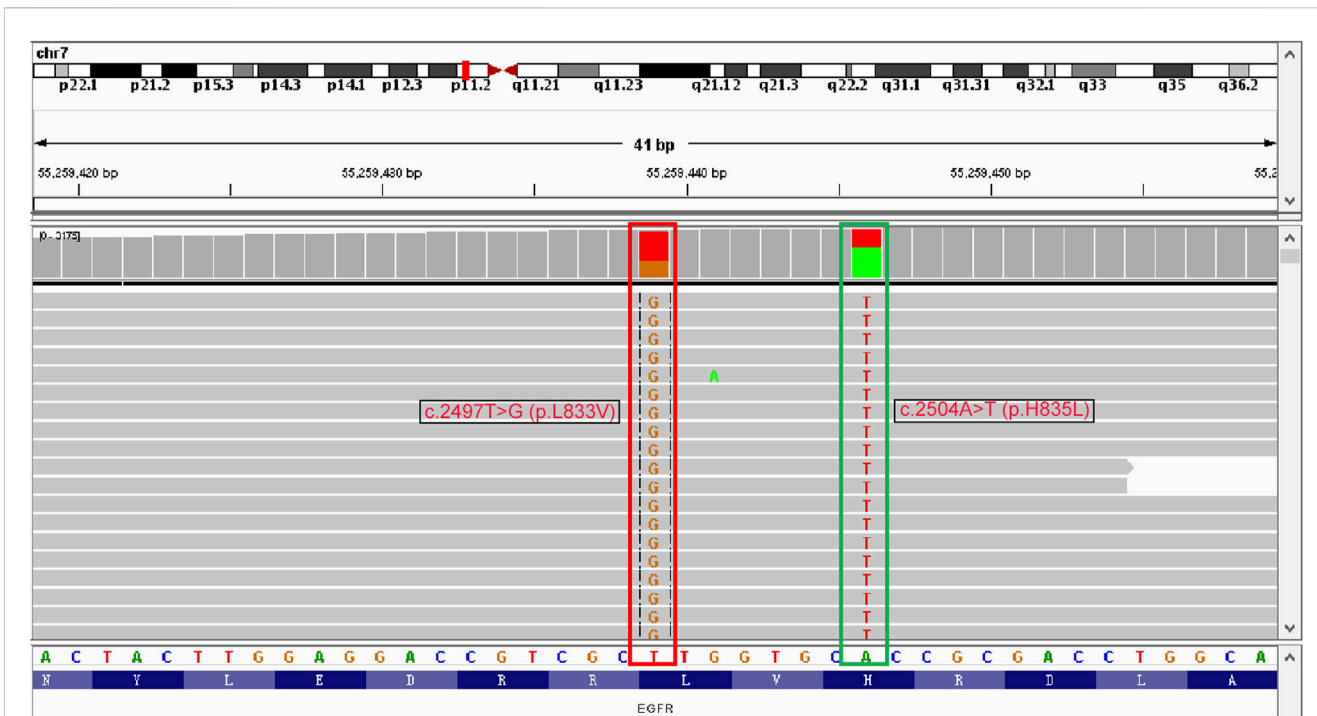 chr7
p22.1 p21.2 p15.3 p14.3 p14.1 p12.3 p11.2 q11.21 q11.23 q21.12 q21.3 q22.2 q31.1 q31.31 q32.1 q33 q35 q36.2
41 bp
55,259,420 bp 55,259,430 bp 55,259,440 bp 55,259,450 bp 55,2
[0 - 3175]
G T
G T
G T
G T
G A T
G T
c.2497T>G (p.L833V) G T c.2504A>T (p.H835L)
G T
G T
G T
G T
G T
G T
G T
G T
G T
G T
G T
G T
A C T A C T T G G A G G A C C G T C G C T T G G T G C A C C G C G A C C T G G C A
N Y L E D R R L V H R D L A
EGFR